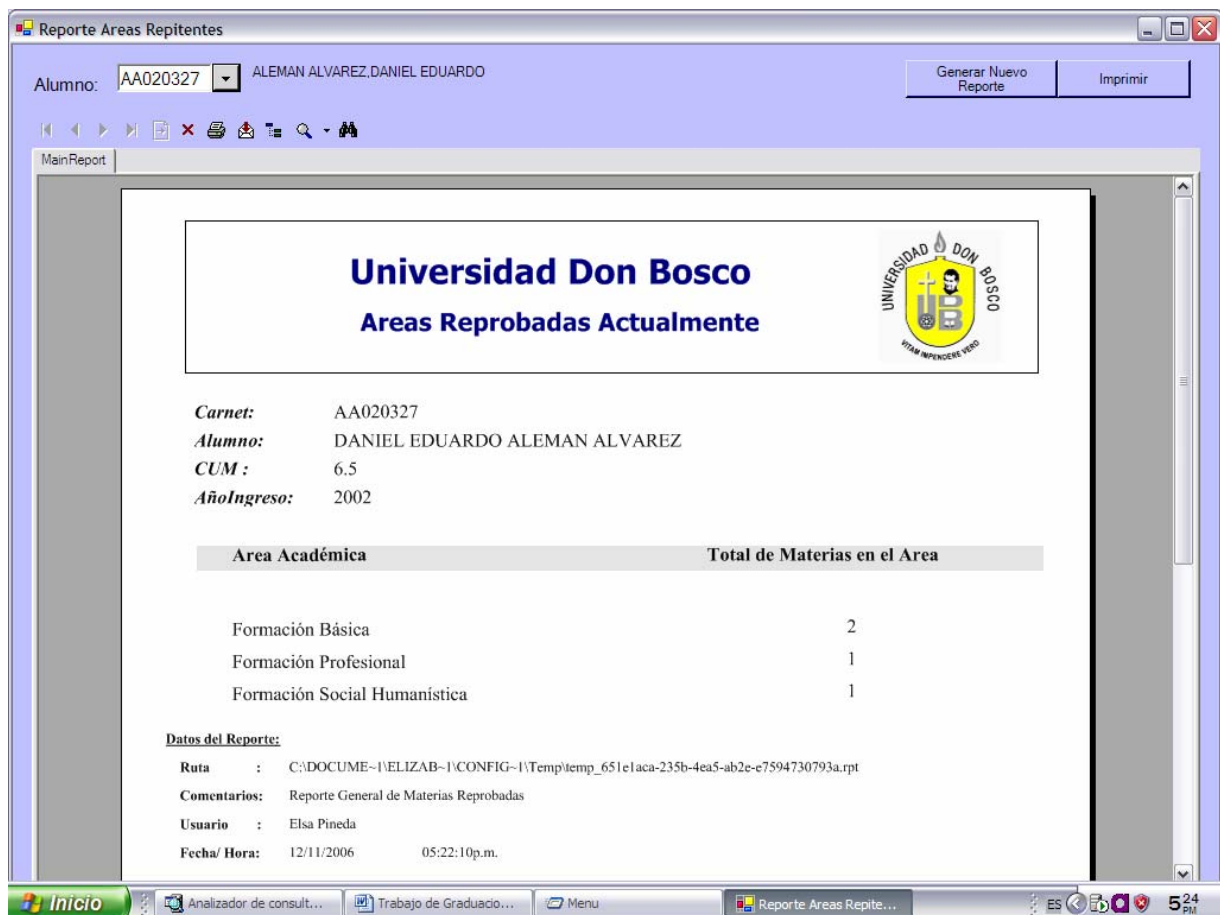 Reporte Areas Repitentes
Alumno: AA020327 ALEMAN ALVAREZ,DANIEL EDUARDO
Generar Nuevo
Reporte
Imprimir
MainReport
Universidad Don Bosco
Areas Reprobadas Actualmente
UNIVERSIDAD DON BOSCO
UDB
VITAM IMPENDERE VERO
Carnet: AA020327
Alumno: DANIEL EDUARDO ALEMAN ALVAREZ
CUM : 6.5
AñoIngreso: 2002
Area Académica Total de Materias en el Area
Formación Básica 2
Formación Profesional 1
Formación Social Humanística 1
Datos del Reporte:
Ruta : C:\DOCUME~1\ELIZAB~1\CONFIG~1\Temp\temp_651e1aca-235b-4ea5-ab2e-e7594730793a.rpt
Comentarios: Reporte General de Materias Reprobadas
Usuario : Elsa Pineda
Fecha/ Hora: 12/11/2006 05:22:10p.m.
Inicio Analizador de consult... Trabajo de Graduacio... Menu Reporte Areas Repite... ES 5:24 PM